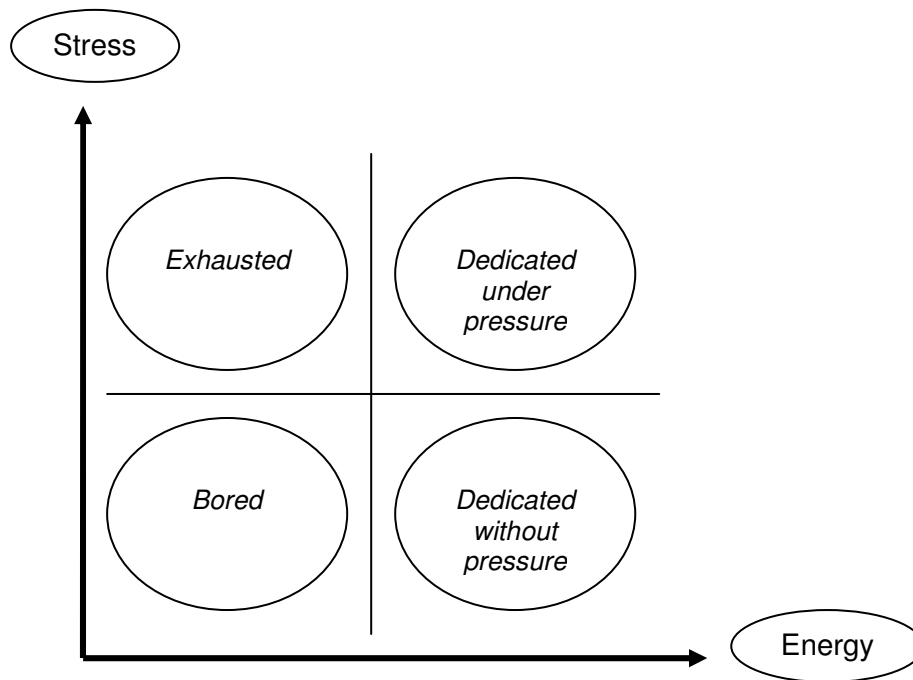 Stress
Exhausted
Dedicated
under
pressure
Bored
Dedicated
without
pressure
Energy